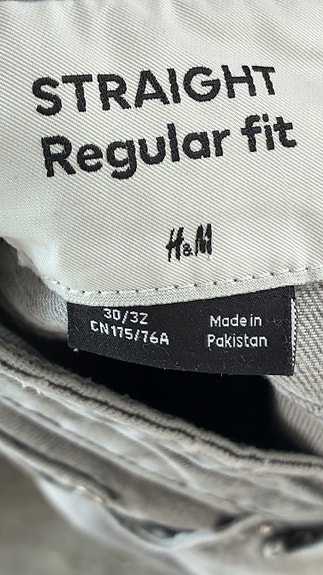 STRAIGHT
Regular fit
H&M
30/32
CN175/76A
Made in
Pakistan